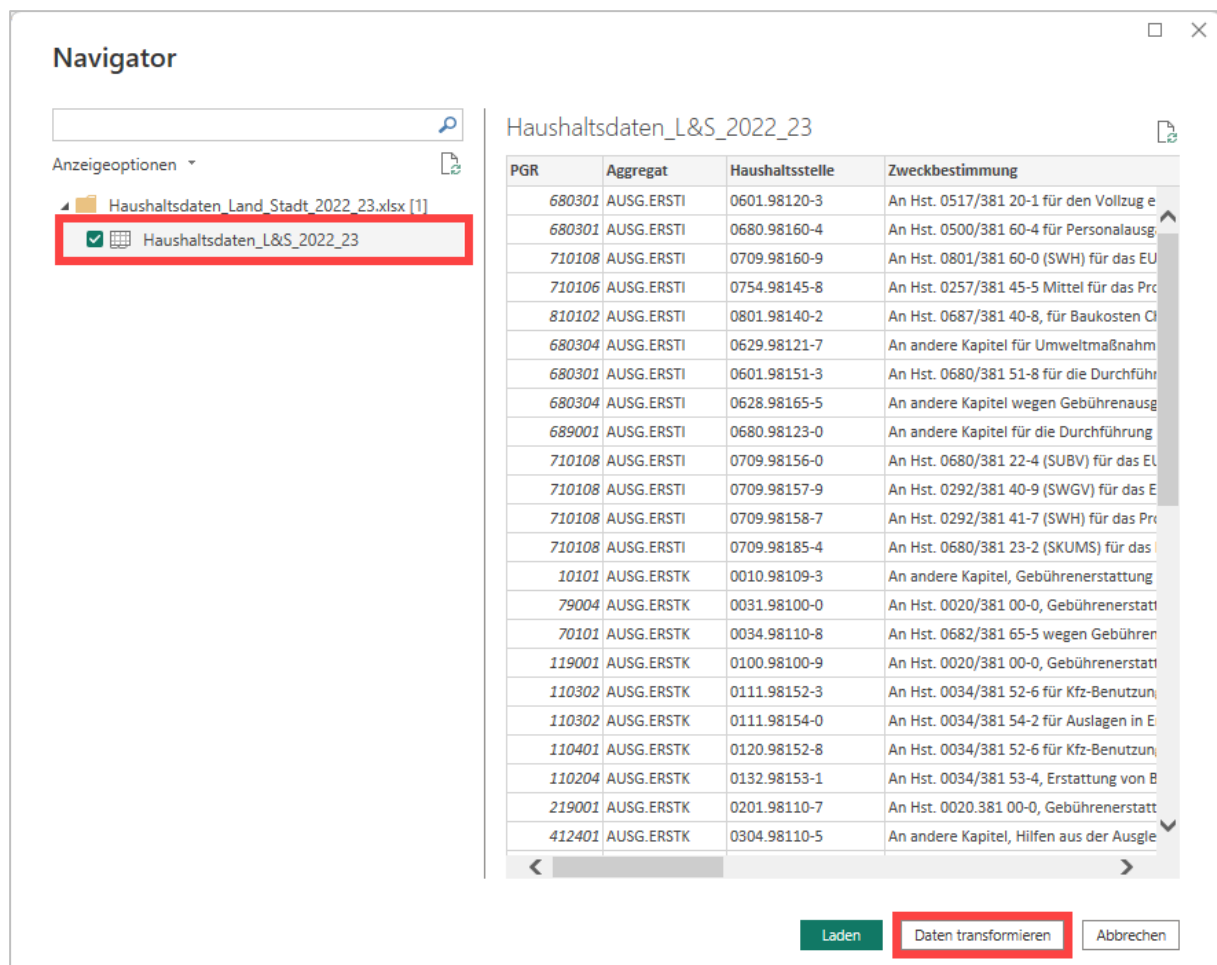 Navigator
Anzeigeoptionen
Haushaltsdaten_Land_Stadt_2022_23.xlsx [1]
Haushaltsdaten_L&S_2022_23
Haushaltsdaten_L&S_2022_23
PGR Aggregat Haushaltsstelle Zweckbestimmung
680301 AUSG.ERSTI 0601.98120-3 An Hst. 0517/381 20-1 für den Vollzug e
680301 AUSG.ERSTI 0680.98160-4 An Hst. 0500/381 60-4 für Personalausg
710108 AUSG.ERSTI 0709.98160-9 An Hst. 0801/381 60-0 (SWH) für das EU
710106 AUSG.ERSTI 0754.98145-8 An Hst. 0257/381 45-5 Mittel für das Pro
810102 AUSG.ERSTI 0801.98140-2 An Hst. 0687/381 40-8, für Baukosten Cl
680304 AUSG.ERSTI 0629.98121-7 An andere Kapitel für Umweltmaßnahm
680301 AUSG.ERSTI 0601.98151-3 An Hst. 0680/381 51-8 für die Durchführ
680304 AUSG.ERSTI 0628.98165-5 An andere Kapitel wegen Gebührenausg
689001 AUSG.ERSTI 0680.98123-0 An andere Kapitel für die Durchführung
710108 AUSG.ERSTI 0709.98156-0 An Hst. 0680/381 22-4 (SUBV) für das EU
710108 AUSG.ERSTI 0709.98157-9 An Hst. 0292/381 40-9 (SWGV) für das E
710108 AUSG.ERSTI 0709.98158-7 An Hst. 0292/381 41-7 (SWH) für das Pro
710108 AUSG.ERSTI 0709.98185-4 An Hst. 0680/381 23-2 (SKUMS) für das
10101 AUSG.ERSTK 0010.98109-3 An andere Kapitel, Gebührenerstattung
79004 AUSG.ERSTK 0031.98100-0 An Hst. 0020/381 00-0, Gebührenerstatt
70101 AUSG.ERSTK 0034.98110-8 An Hst. 0682/381 65-5 wegen Gebühren
119001 AUSG.ERSTK 0100.98100-9 An Hst. 0020/381 00-0, Gebührenerstatt
110302 AUSG.ERSTK 0111.98152-3 An Hst. 0034/381 52-6 für Kfz-Benutzun
110302 AUSG.ERSTK 0111.98154-0 An Hst. 0034/381 54-2 für Auslagen in E
110401 AUSG.ERSTK 0120.98152-8 An Hst. 0034/381 52-6 für Kfz-Benutzun
110204 AUSG.ERSTK 0132.98153-1 An Hst. 0034/381 53-4, Erstattung von B
219001 AUSG.ERSTK 0201.98110-7 An Hst. 0020.381 00-0, Gebührenerstatt
412401 AUSG.ERSTK 0304.98110-5 An andere Kapitel, Hilfen aus der Ausgle
Laden Daten transformieren Abbrechen